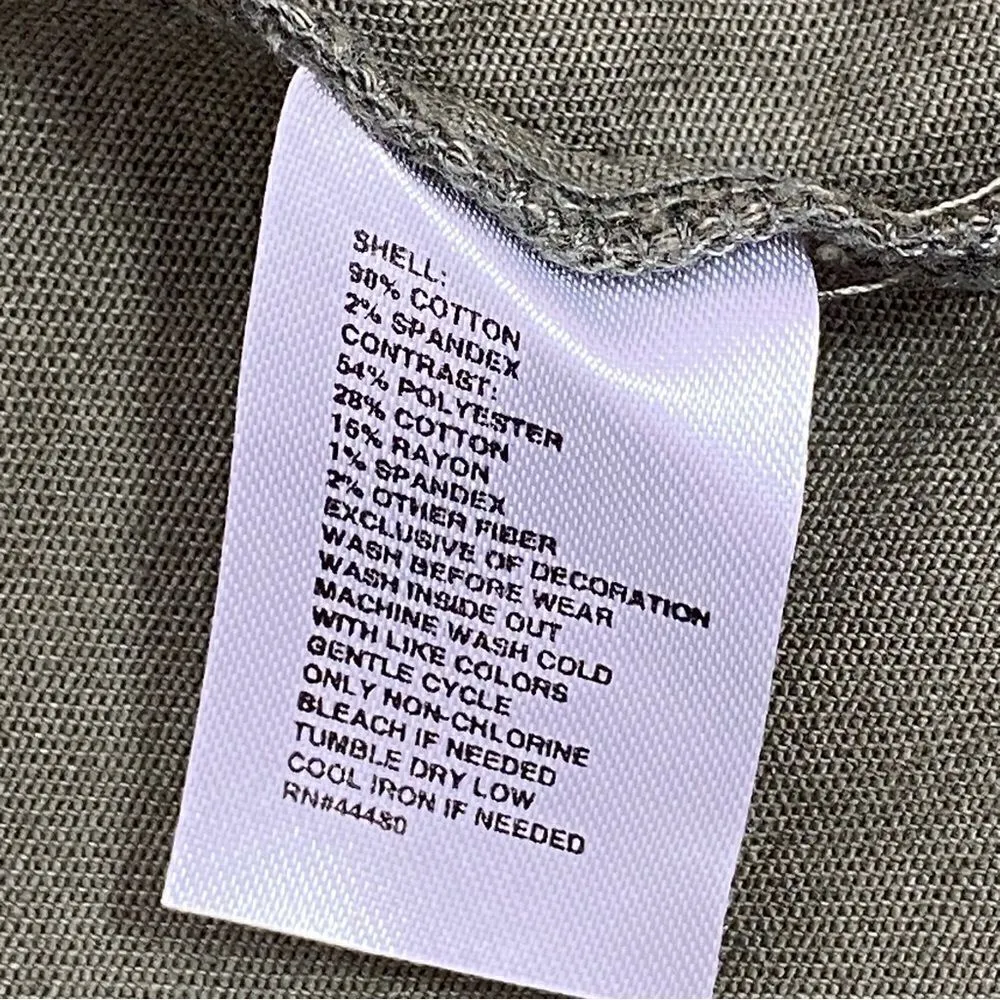 SHELL:
98% COTTON
2% SPANDEX
CONTRAST:
54% POLYESTER
28% COTTON
15% RAYON
1% SPANDEX
2% OTHER FIBER
EXCLUSIVE OF DECORATION
WASH BEFORE WEAR
WASH INSIDE OUT
MACHINE WASH COLD
WITH LIKE COLORS
GENTLE CYCLE
ONLY NON-CHLORINE
BLEACH IF NEEDED
TUMBLE DRY LOW
COOL IRON IF NEEDED
RN#44480